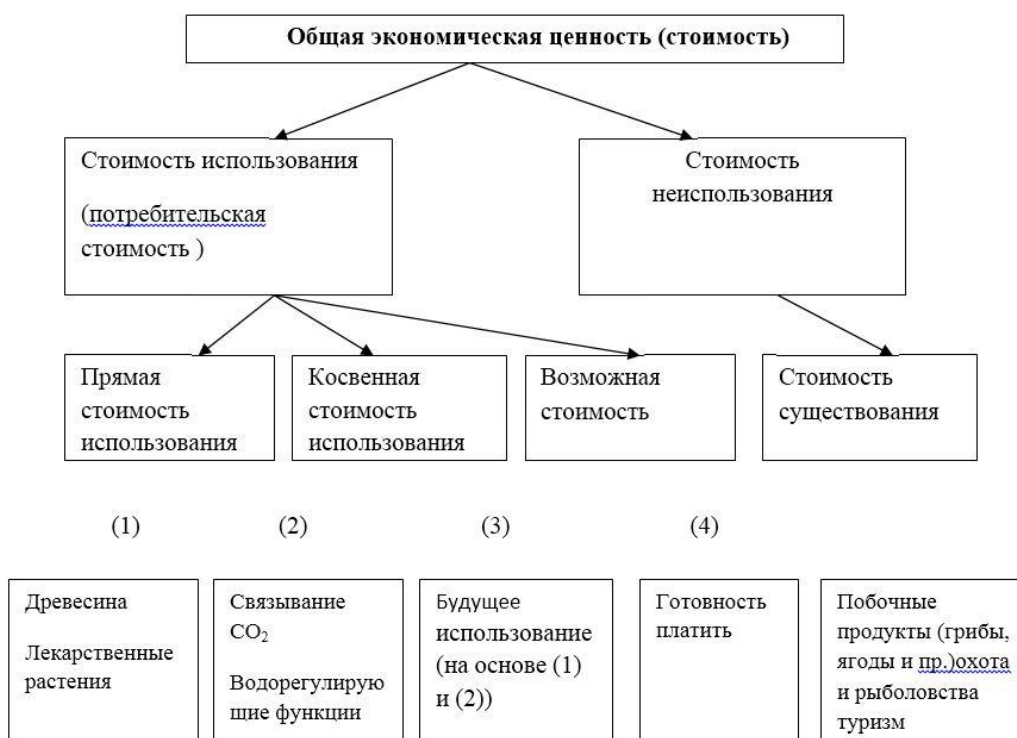 Общая экономическая ценность (стоимость)
Стоимость использования
(потребительская
стоимость )
Стоимость
неиспользования
Прямая
стоимость
использования
Косвенная
стоимость
использования
Возможная
стоимость
Стоимость
существования
(1)
(2)
(3)
(4)
Древесина
Лекарственные
растения
Связывание
CO₂
Водорегулирую
щие функции
Будущее
использование
(на основе (1)
и (2))
Готовность
платить
Побочные
продукты (грибы,
ягоды и пр.)охота
и рыболовства
туризм